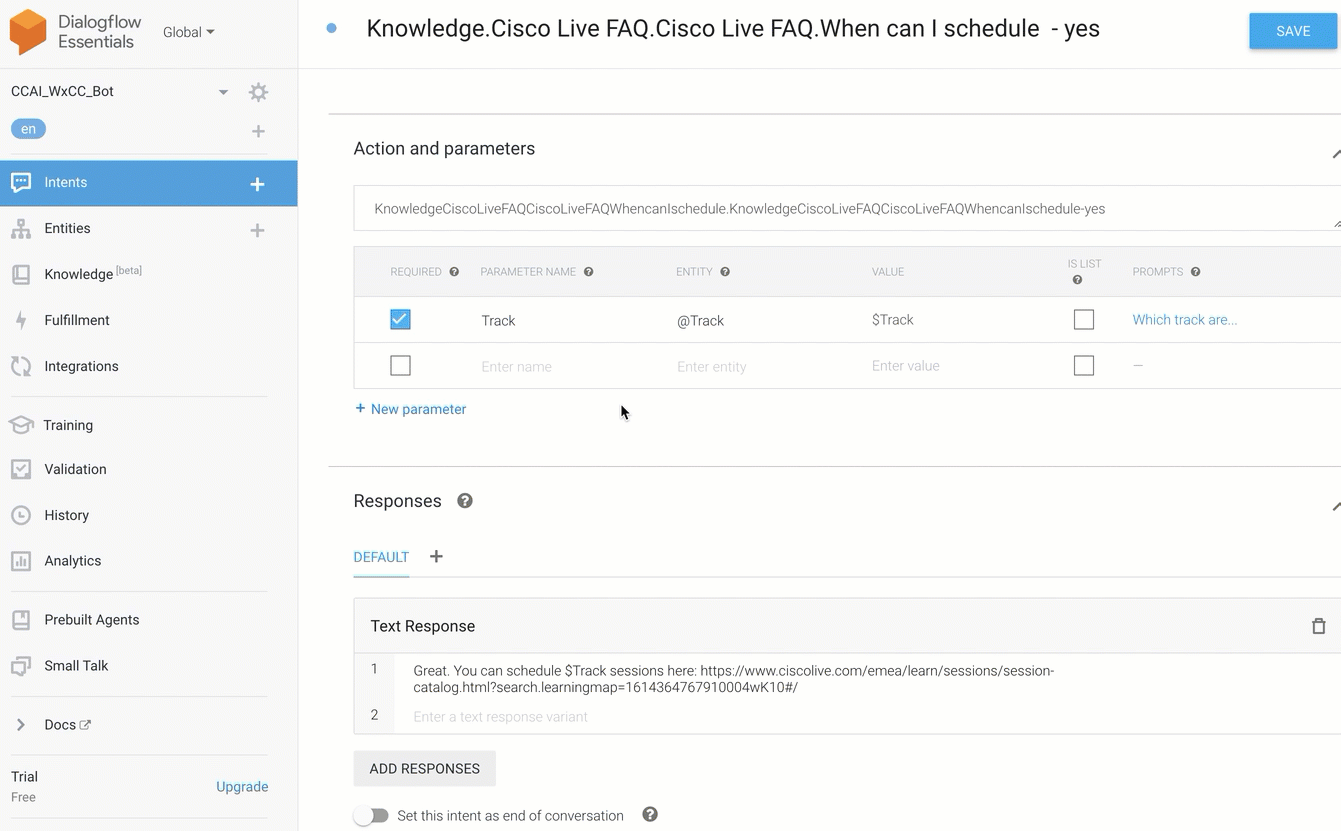 Dialogflow
Essentials
Global
Knowledge.Cisco Live FAQ.Cisco Live FAQ.When can I schedule - yes
SAVE
CCAI_WxCC_Bot
en
Intents
Entities
Knowledge [beta]
Fulfillment
Integrations
Training
Validation
History
Analytics
Prebuilt Agents
Small Talk
Docs
Trial
Free
Upgrade
Action and parameters
KnowledgeCiscoLiveFAQCiscoLiveFAQWhencanIschedule.KnowledgeCiscoLiveFAQCiscoLiveFAQWhencanIschedule-yes
REQUIRED PARAMETER NAME ENTITY VALUE IS LIST PROMPTS
Track @Track $Track Which track are...
Enter name Enter entity Enter value —
+ New parameter
Responses
DEFAULT +
Text Response
1 Great. You can schedule $Track sessions here: https://www.ciscolive.com/emea/learn/sessions/session-
catalog.html?search.learningmap=1614364767910004wK10#/
2 Enter a text response variant
ADD RESPONSES
Set this intent as end of conversation